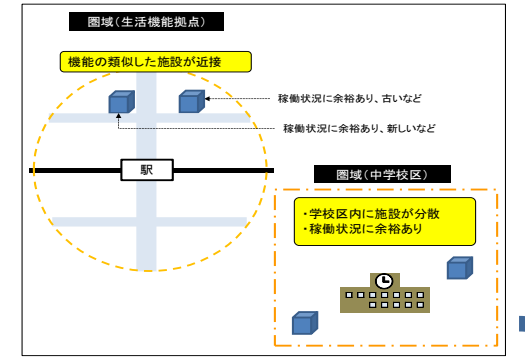 圏域（生活機能拠点）
機能の類似した施設が近接
稼働状況に余裕あり、古いなど
稼働状況に余裕あり、新しいなど
駅
圏域（中学校区）
・学校区内に施設が分散
・稼働状況に余裕あり